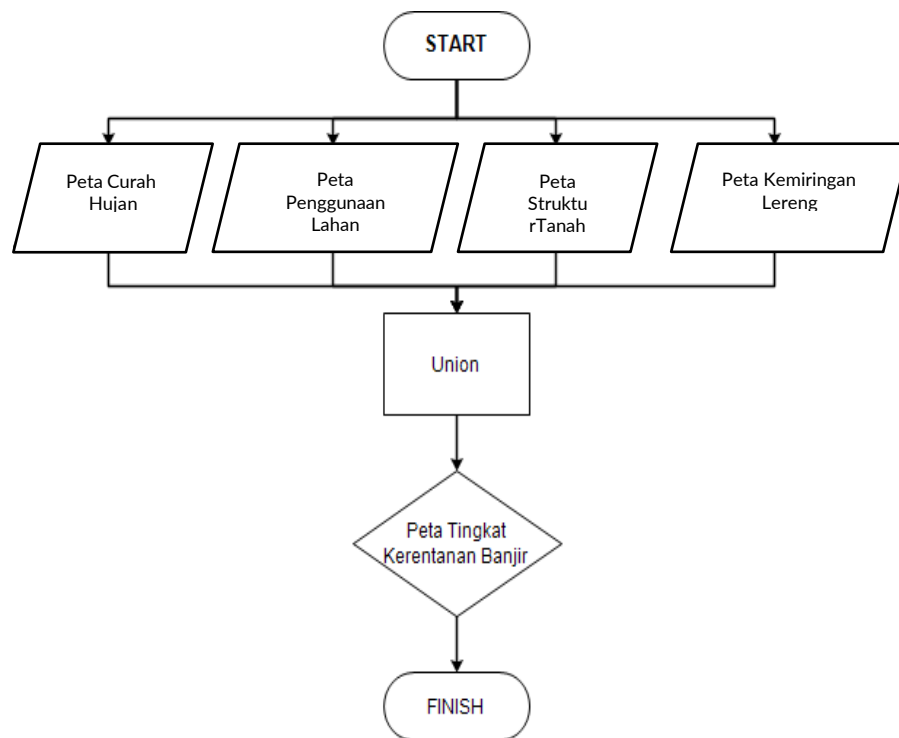 START
Peta Curah
Hujan
Peta
Penggunaan
Lahan
Peta
Struktu
rTanah
Peta Kemiringan
Lereng
Union
Peta Tingkat
Kerentanan Banjir
FINISH